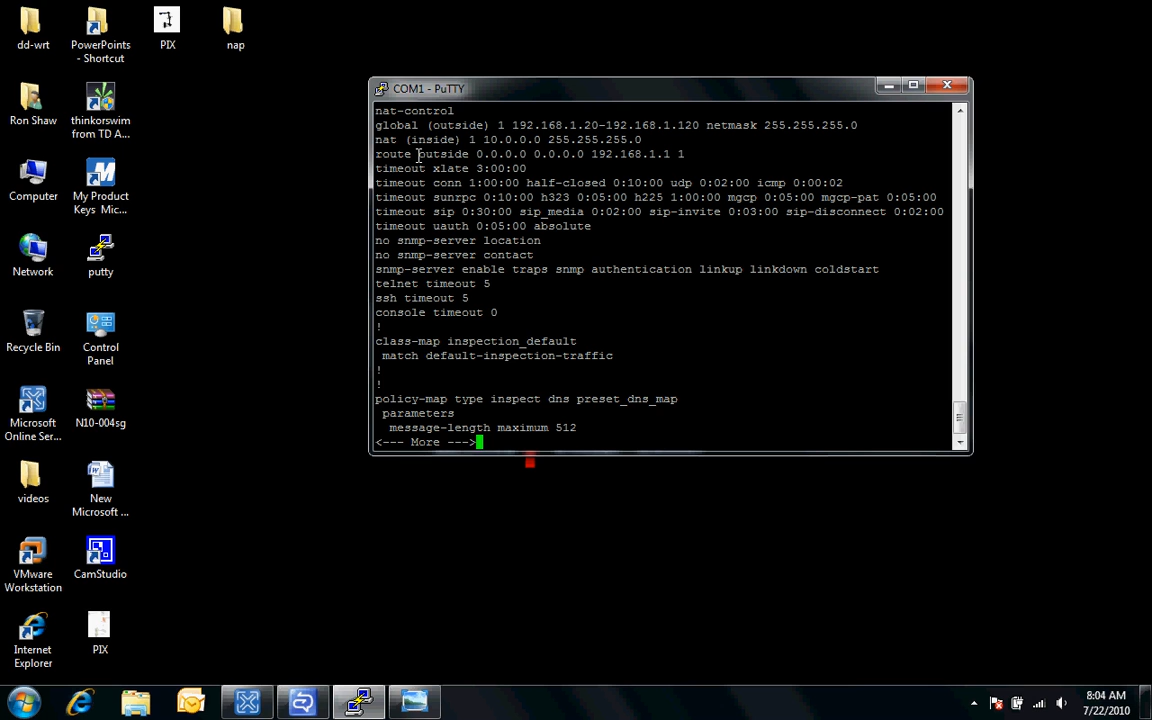 dd-wrt
PowerPoints
- Shortcut
PIX
nap
Ron Shaw
thinkorswim
from TD A...
Computer
My Product
Keys Mic...
Network
putty
Recycle Bin
Control
Panel
Microsoft
Online Ser...
N10-004sg
videos
New
Microsoft ...
VMware
Workstation
CamStudio
Internet
Explorer
PIX
COM1 - PuTTY
nat-control
global (outside) 1 192.168.1.20-192.168.1.120 netmask 255.255.255.0
nat (inside) 1 10.0.0.0 255.255.255.0
route outside 0.0.0.0 0.0.0.0 192.168.1.1 1
timeout xlate 3:00:00
timeout conn 1:00:00 half-closed 0:10:00 udp 0:02:00 icmp 0:00:02
timeout sunrpc 0:10:00 h323 0:05:00 h225 1:00:00 mgcp 0:05:00 mgcp-pat 0:05:00
timeout sip 0:30:00 sip_media 0:02:00 sip-invite 0:03:00 sip-disconnect 0:02:00
timeout uauth 0:05:00 absolute
no snmp-server location
no snmp-server contact
snmp-server enable traps snmp authentication linkup linkdown coldstart
telnet timeout 5
ssh timeout 5
console timeout 0
!
class-map inspection_default
match default-inspection-traffic
!
!
policy-map type inspect dns preset_dns_map
parameters
message-length maximum 512
<--- More --->
8:04 AM
7/22/2010